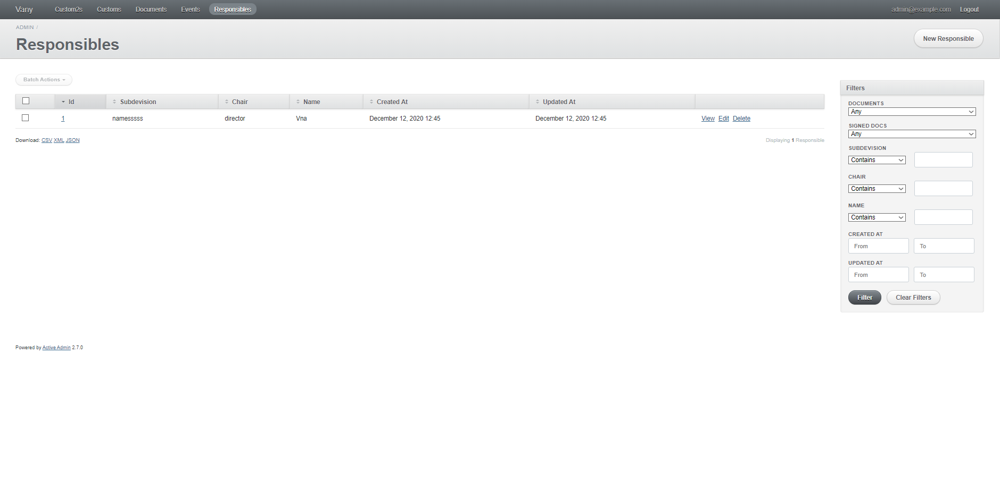 Vany Custom2s Customs Documents Events Responsibles admin@example.com Logout
ADMIN /
Responsibles
New Responsible
Batch Actions
Id Subdevision Chair Name Created At Updated At
1 namesssss director Vna December 12, 2020 12:45 December 12, 2020 12:45 View Edit Delete
Download: CSV XML JSON
Displaying 1 Responsible
Filters
DOCUMENTS
Any
SIGNED DOCS
Any
SUBDEVISION
Contains
CHAIR
Contains
NAME
Contains
CREATED AT
From To
UPDATED AT
From To
Filter Clear Filters
Powered by Active Admin 2.7.0